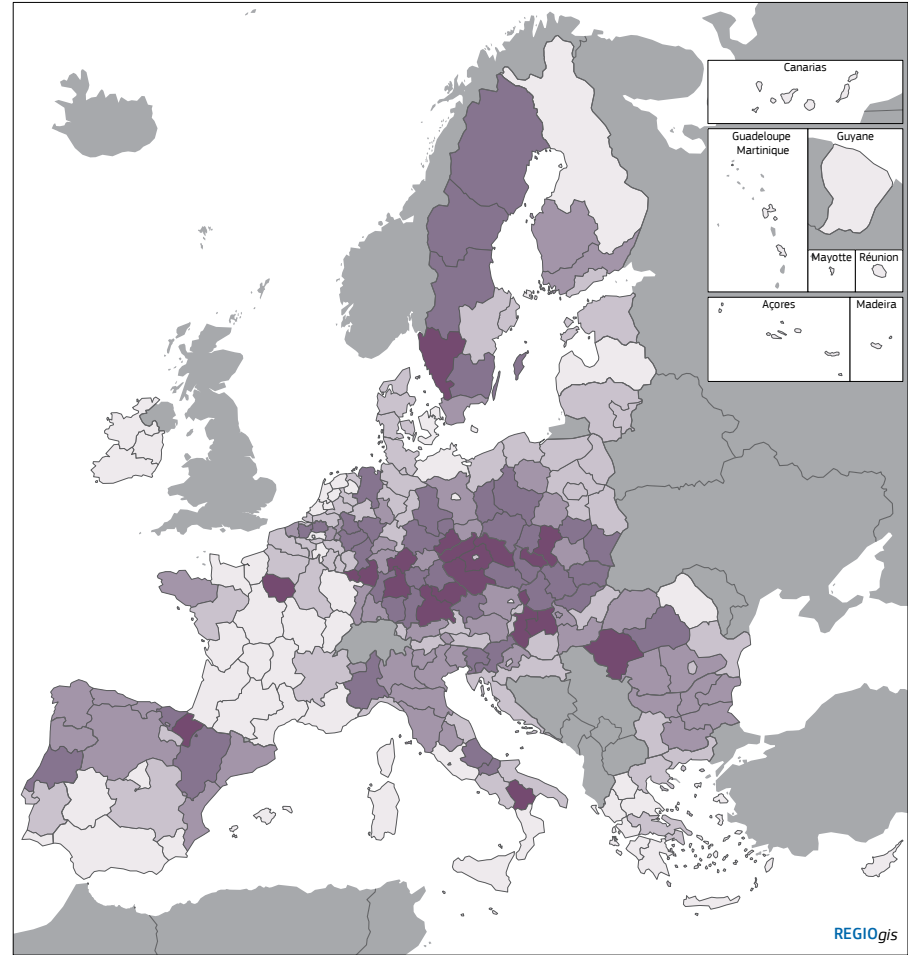 Canarias
Guadeloupe
Martinique
Guyane
Mayotte
Réunion
Açores
Madeira
REGIOgis